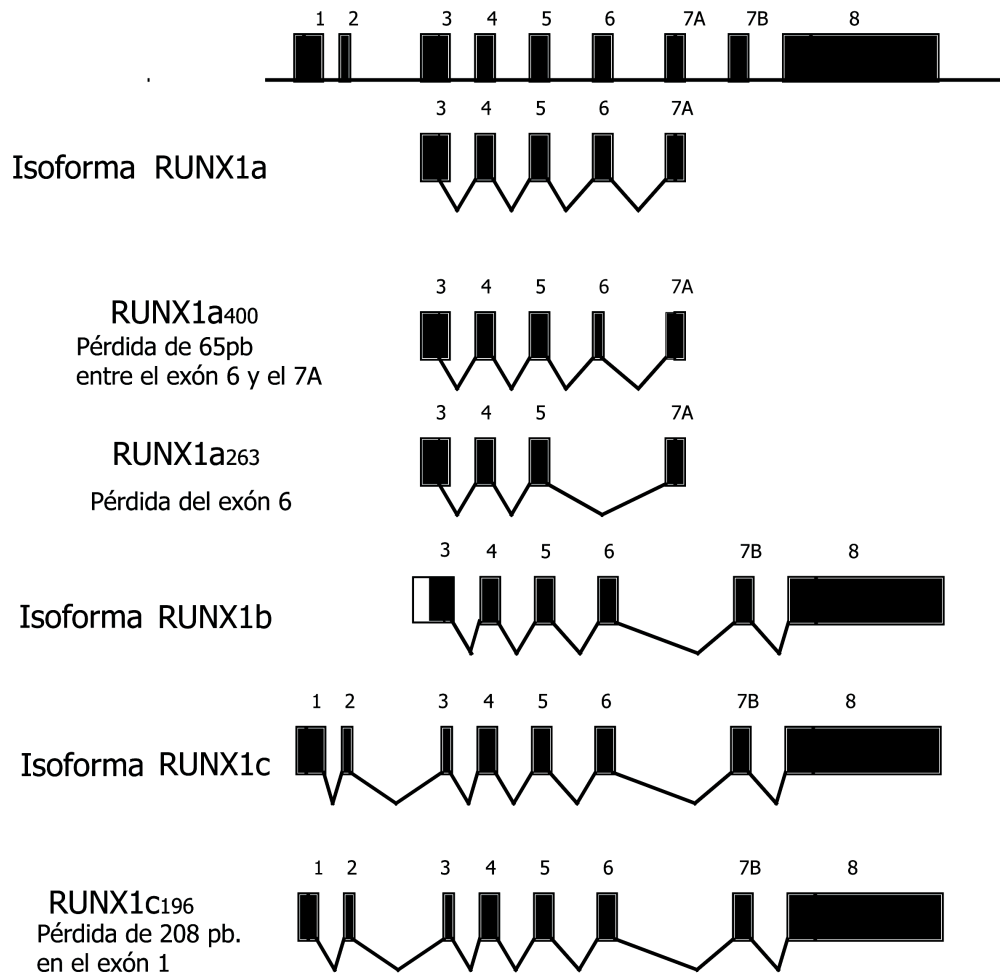 1 2 3 4 5 6 7A 7B 8
3 4 5 6 7A
Isoforma RUNX1a
3 4 5 6 7A
RUNX1a400
Pérdida de 65pb
entre el exón 6 y el 7A
3 4 5 7A
RUNX1a263
Pérdida del exón 6
3 4 5 6 7B 8
Isoforma RUNX1b
1 2 3 4 5 6 7B 8
Isoforma RUNX1c
1 2 3 4 5 6 7B 8
RUNX1c196
Pérdida de 208 pb.
en el exón 1